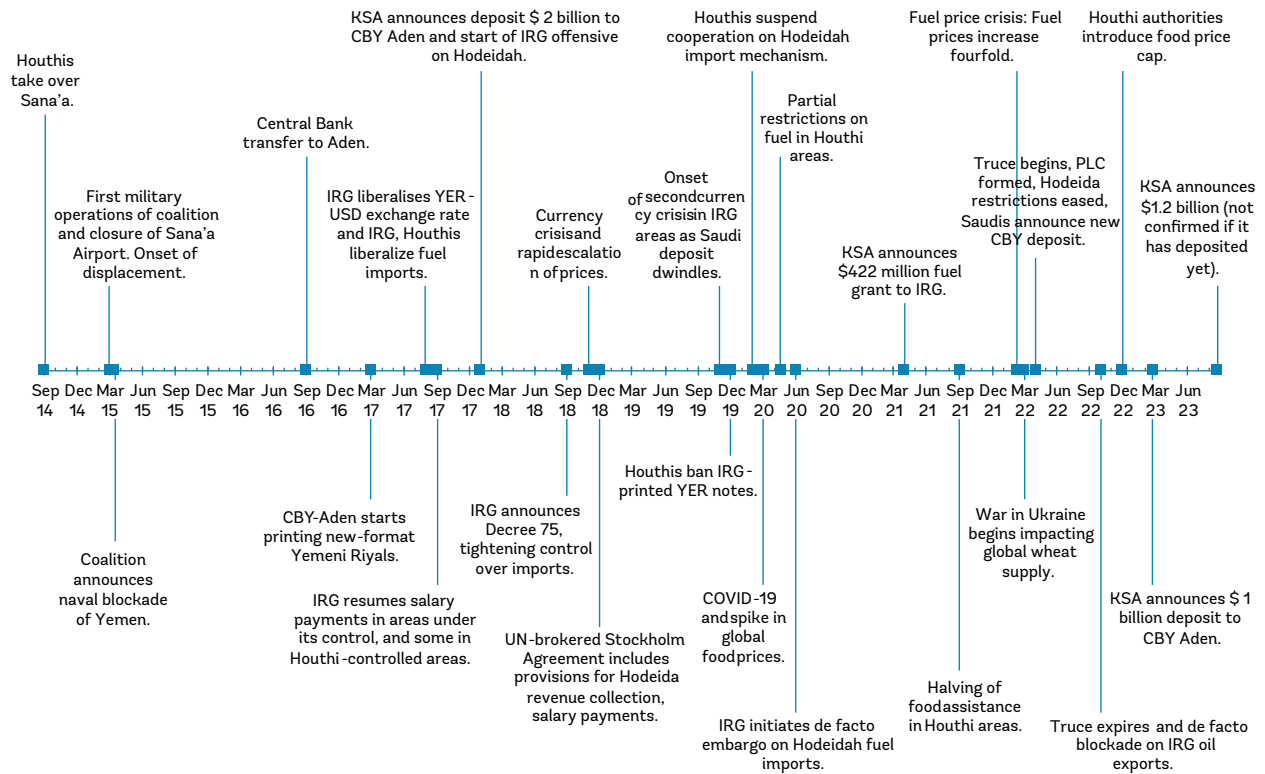 Houthis
take over
Sana'a.
First military
operations of coalition
and closure of Sana'a
Airport. Onset of
displacement.
Central Bank
transfer to Aden.
IRG liberalises YER-
USD exchange rate
and IRG, Houthis
liberalize fuel
imports.
KSA announces deposit $ 2 billion to
CBY Aden and start of IRG offensive
on Hodeidah.
Currency
crisisand
rapidescalatio
n of prices.
Onset
of secondcurren
cy crisisin IRG
areas as Saudi
deposit
dwindles.
Houthis suspend
cooperation on Hodeidah
import mechanism.
Partial
restrictions on
fuel in Houthi
areas.
KSA announces
$422 million fuel
grant to IRG.
Fuel price crisis: Fuel
prices increase
fourfold.
Truce begins, PLC
formed, Hodeida
restrictions eased,
Saudis announce new
CBY deposit.
Houthi authorities
introduce food price
cap.
KSA announces
$1.2 billion (not
confirmed if it
has deposited
yet).
Sep Dec Mar Jun Sep Dec Mar Jun Sep Dec Mar Jun Sep Dec Mar Jun Sep Dec Mar Jun Sep Dec Mar Jun Sep Dec Mar Jun Sep Dec Mar Jun Sep Dec Mar Jun
14 14 15 15 15 15 16 16 16 16 17 17 17 17 18 18 18 18 19 19 19 19 20 20 20 20 21 21 21 21 22 22 22 22 23 23
Coalition
announces
naval blockade
of Yemen.
CBY-Aden starts
printing new-format
Yemeni Riyals.
IRG resumes salary
payments in areas under
its control, and some in
Houthi-controlled areas.
IRG announces
Decree 75,
tightening control
over imports.
UN-brokered Stockholm
Agreement includes
provisions for Hodeida
revenue collection,
salary payments.
Houthis ban IRG-
printed YER notes.
COVID-19
andspike in
global
foodprices.
IRG initiates de facto
embargo on Hodeidah fuel
imports.
Halving of
foodassistance
in Houthi areas.
War in Ukraine
begins impacting
global wheat
supply.
Truce expires and de facto
blockade on IRG oil
exports.
KSA announces $ 1
billion deposit to
CBY Aden.